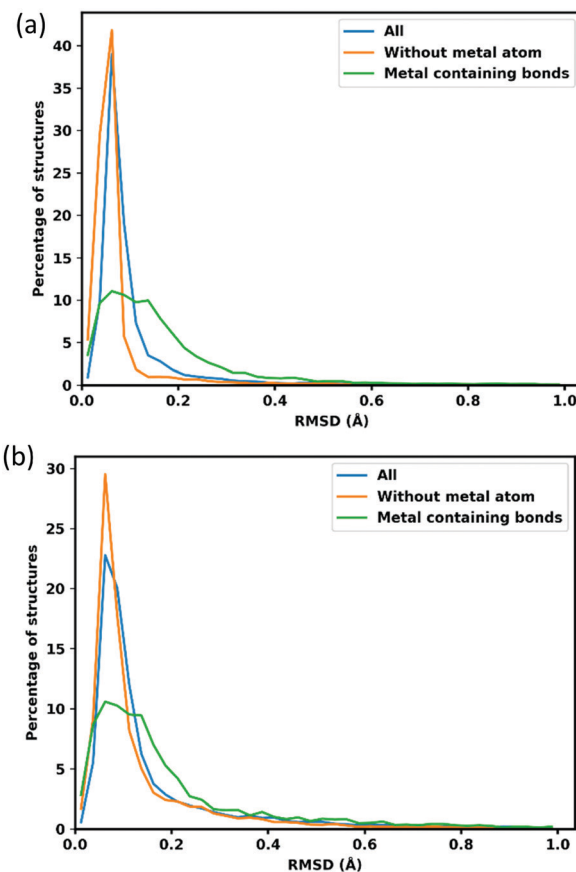 (a)
All
Without metal atom
Metal containing bonds
Percentage of structures
40
35
30
25
20
15
10
5
0
0.0 0.2 0.4 0.6 0.8 1.0
RMSD (Å)
(b)
All
Without metal atom
Metal containing bonds
Percentage of structures
30
25
20
15
10
5
0
0.0 0.2 0.4 0.6 0.8 1.0
RMSD (Å)